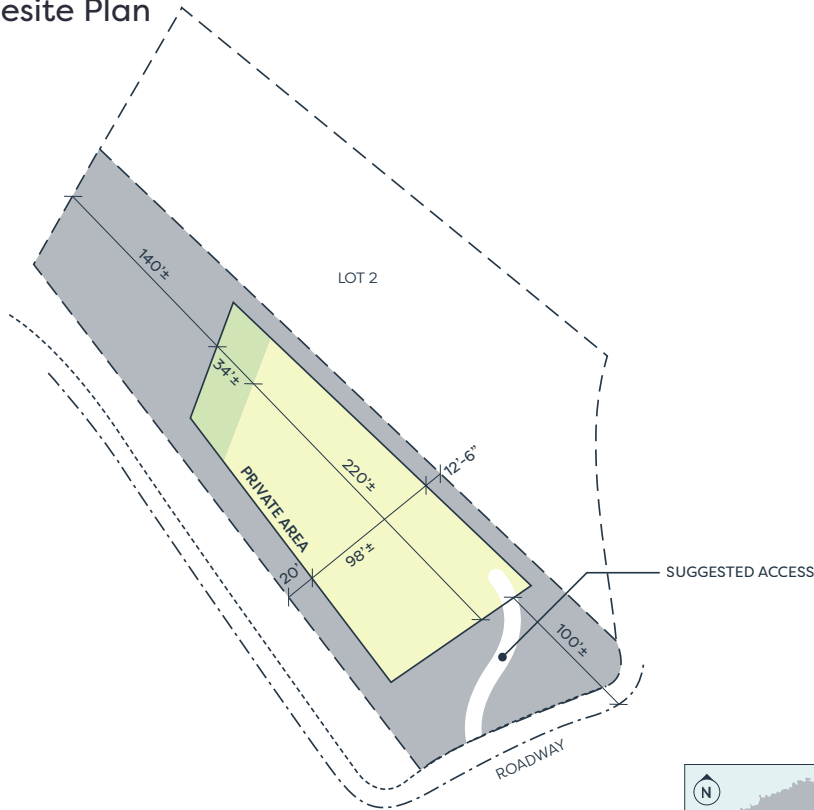 esite Plan
LOT 2
140'±
34'±
220'±
12'-6"
PRIVATE AREA
98'±
20'
SUGGESTED ACCESS
100'±
ROADWAY
N